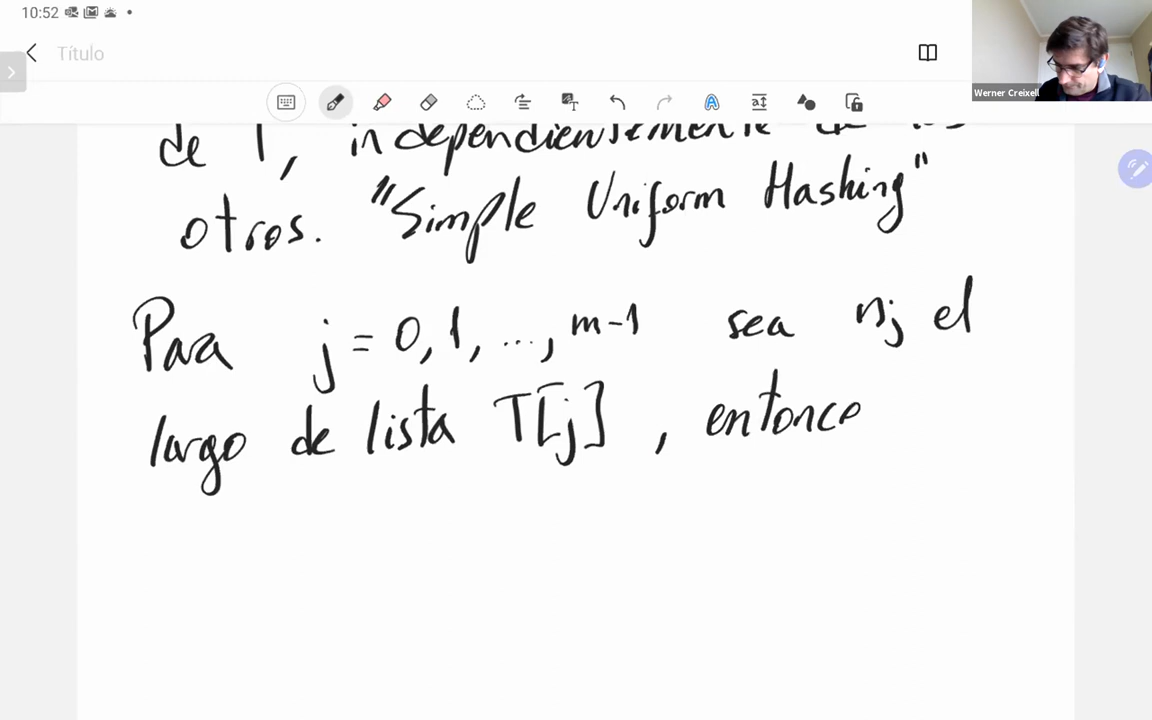 10:52
Título
Werner Creixell
de T, independientemente de los
otros. "Simple Uniform Hashing"
Para j = 0, 1, ..., m-1 sea nj el
largo de lista T[j] , entonce